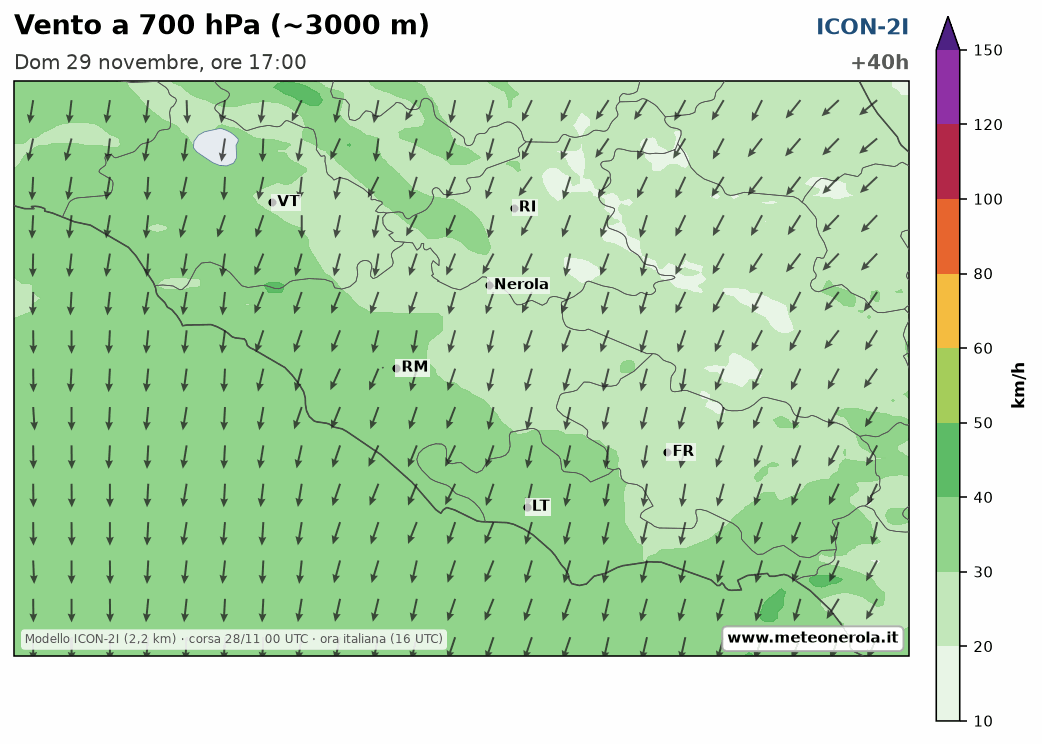 Vento a 700 hPa (~3000 m)
ICON-2I
Dom 29 novembre, ore 17:00
+40h
150
120
100
80
60
50
40
30
20
10
km/h
VT
RI
Nerola
RM
FR
LT
Modello ICON-2I (2,2 km) · corsa 28/11 00 UTC · ora italiana (16 UTC)
www.meteonerola.it